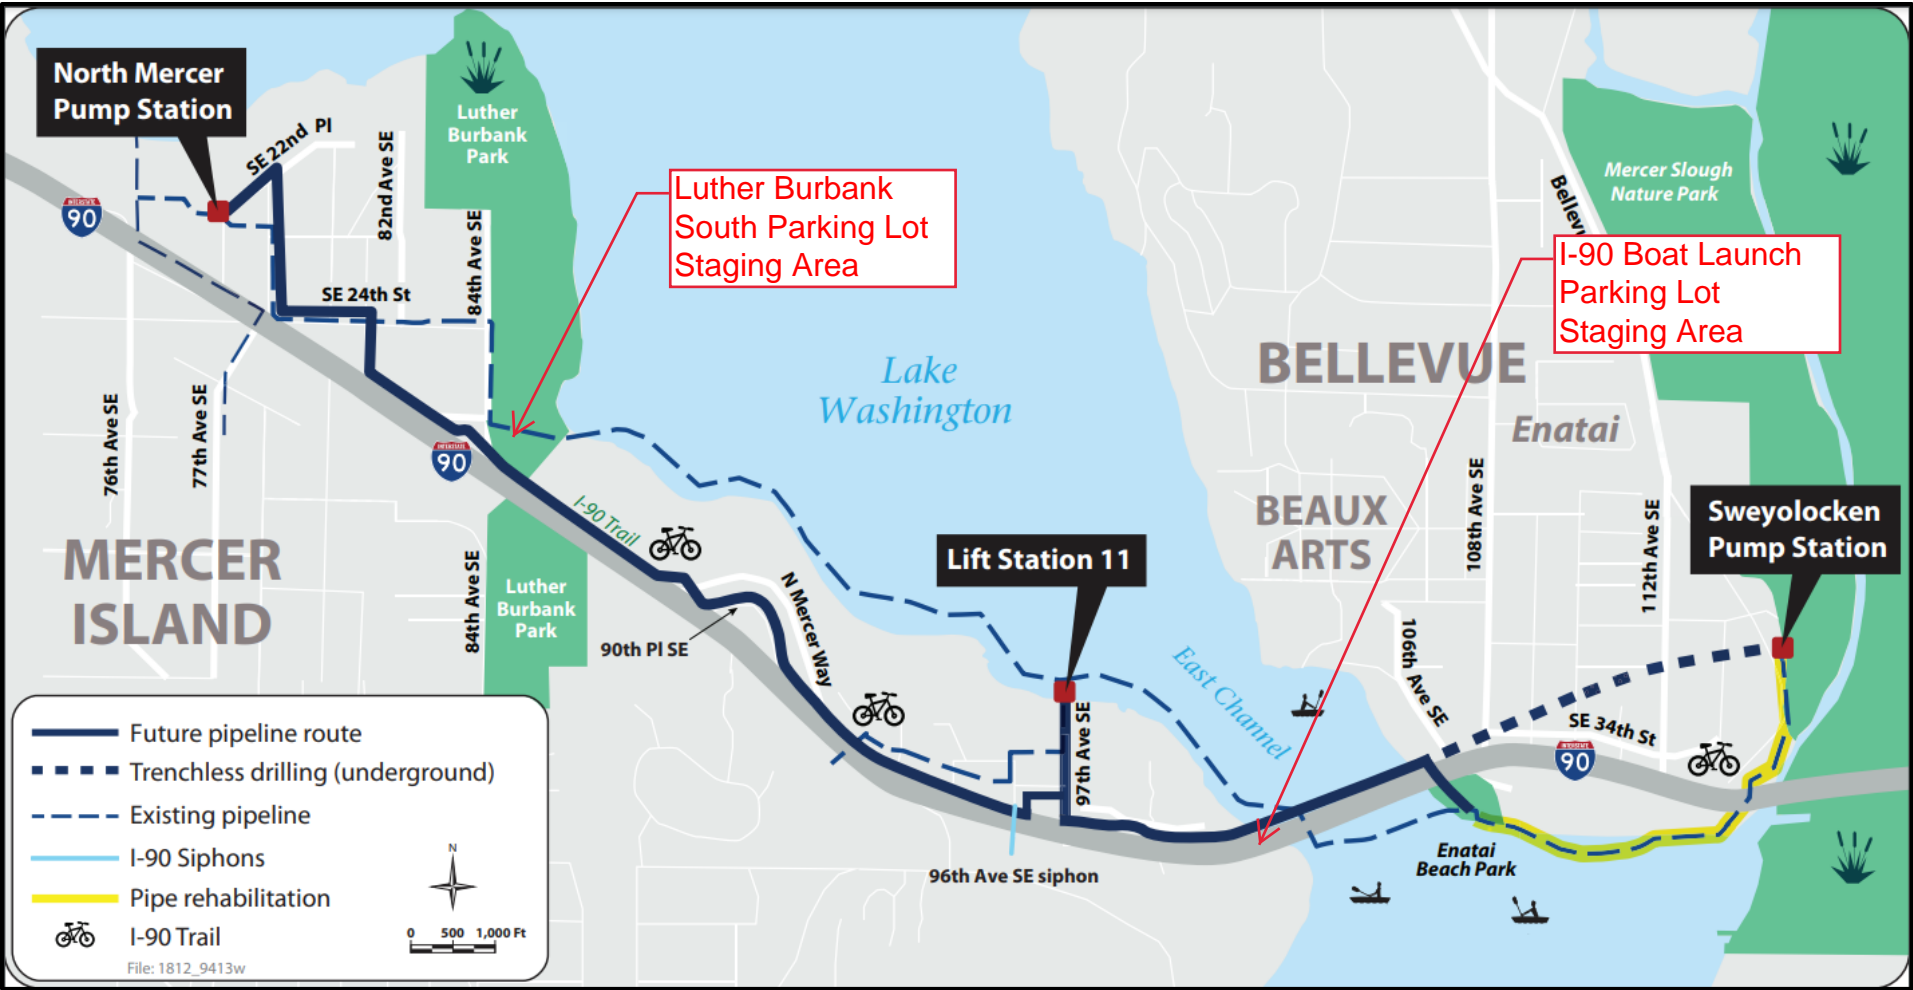 North Mercer
Pump Station
SE 22nd Pl
82nd Ave SE
84th Ave SE
Luther
Burbank
Park
Luther Burbank
South Parking Lot
Staging Area
Mercer Slough
Nature Park
I-90 Boat Launch
Parking Lot
Staging Area
INTERSTATE
90
SE 24th St
Lake
Washington
BELLEVUE
Enatai
76th Ave SE
77th Ave SE
INTERSTATE
90
I-90 Trail
BEAUX
ARTS
108th Ave SE
112th Ave SE
Sweyolocken
Pump Station
MERCER
ISLAND
84th Ave SE
Luther
Burbank
Park
90th Pl SE
N Mercer Way
Lift Station 11
East Channel
106th Ave SE
SE 34th St
INTERSTATE
90
97th Ave SE
96th Ave SE siphon
Enatai
Beach Park
Future pipeline route
Trenchless drilling (underground)
Existing pipeline
I-90 Siphons
Pipe rehabilitation
I-90 Trail
File: 1812_9413w
N
0 500 1,000 Ft